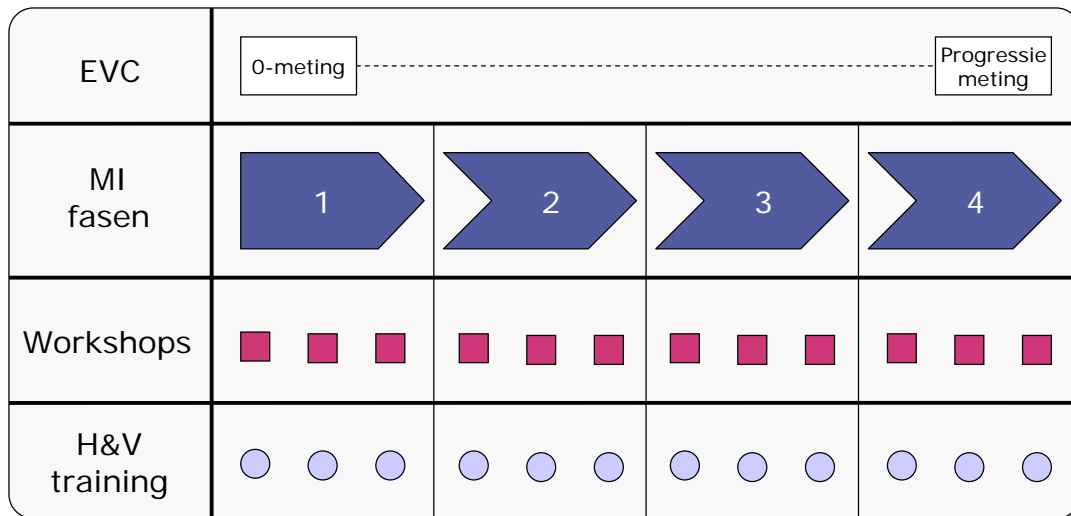 EVC
0-meting
Progressie
meting
MI
fasen
1
2
3
4
Workshops
H&V
training